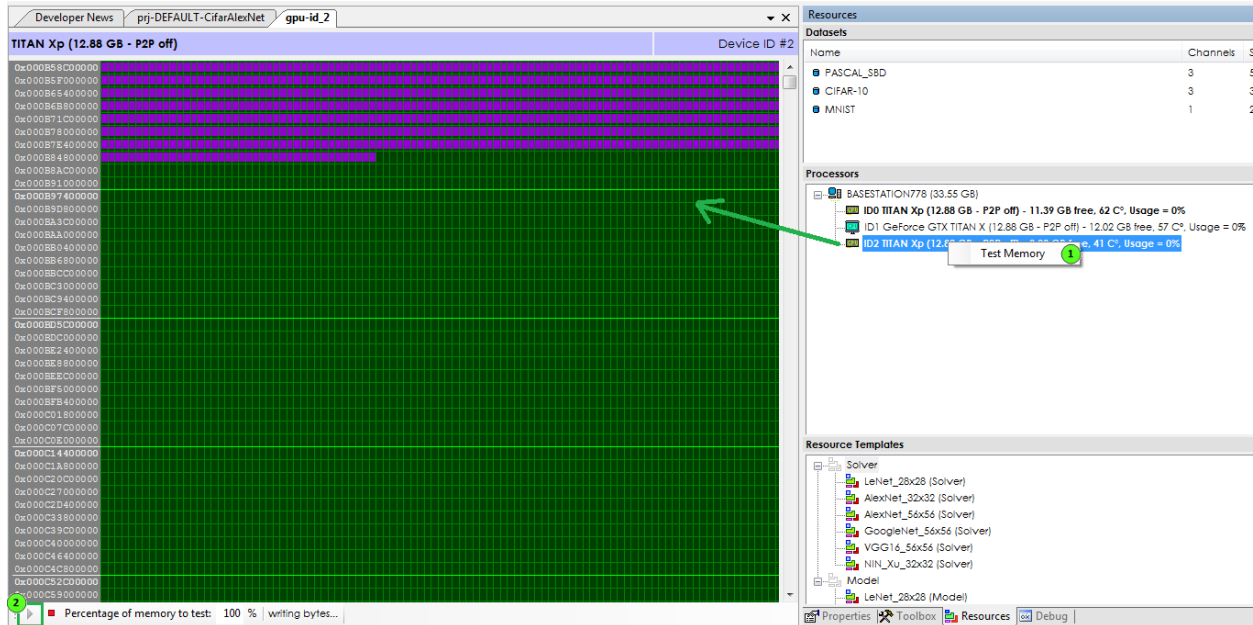 Developer News
prj-DEFAULT-CifarAlexNet
gpu-id_2
TITAN Xp (12.88 GB - P2P off)
Device ID #2
0x000B58C00000
0x000B5F000000
0x000B65400000
0x000B6B800000
0x000B71C00000
0x000B78000000
0x000B7E400000
0x000B84800000
0x000B8AC00000
0x000B91000000
0x000B97400000
0x000B9D800000
0x000BA3C00000
0x000BAA000000
0x000BB0400000
0x000BB6800000
0x000BBCC00000
0x000BC3000000
0x000BC9400000
0x000BCF800000
0x000BD5C00000
0x000BDC000000
0x000BE2400000
0x000BE8800000
0x000BEEC00000
0x000BF5000000
0x000BFB400000
0x000C01800000
0x000C07C00000
0x000C0E000000
0x000C14400000
0x000C1A800000
0x000C20C00000
0x000C27000000
0x000C2D400000
0x000C33800000
0x000C39C00000
0x000C40000000
0x000C46400000
0x000C4C800000
0x000C52C00000
000C59000000
2
Percentage of memory to test: 100 % writing bytes...
Resources
Datasets
Name Channels S
PASCAL_SBD 3 5
CIFAR-10 3 3
MNIST 1 2
Processors
BASESTATION778 (33.55 GB)
ID0 TITAN Xp (12.88 GB - P2P off) - 11.39 GB free, 62 C°, Usage = 0%
ID1 GeForce GTX TITAN X (12.88 GB - P2P off) - 12.02 GB free, 57 C°, Usage = 0%
ID2 TITAN Xp (12.88 41 C°, Usage = 0%
Test Memory 1
Resource Templates
Solver
LeNet_28x28 (Solver)
AlexNet_32x32 (Solver)
AlexNet_56x56 (Solver)
GoogleNet_56x56 (Solver)
VGG16_56x56 (Solver)
NIN_Xu_32x32 (Solver)
Model
LeNet_28x28 (Model)
Properties Toolbox Resources Debug